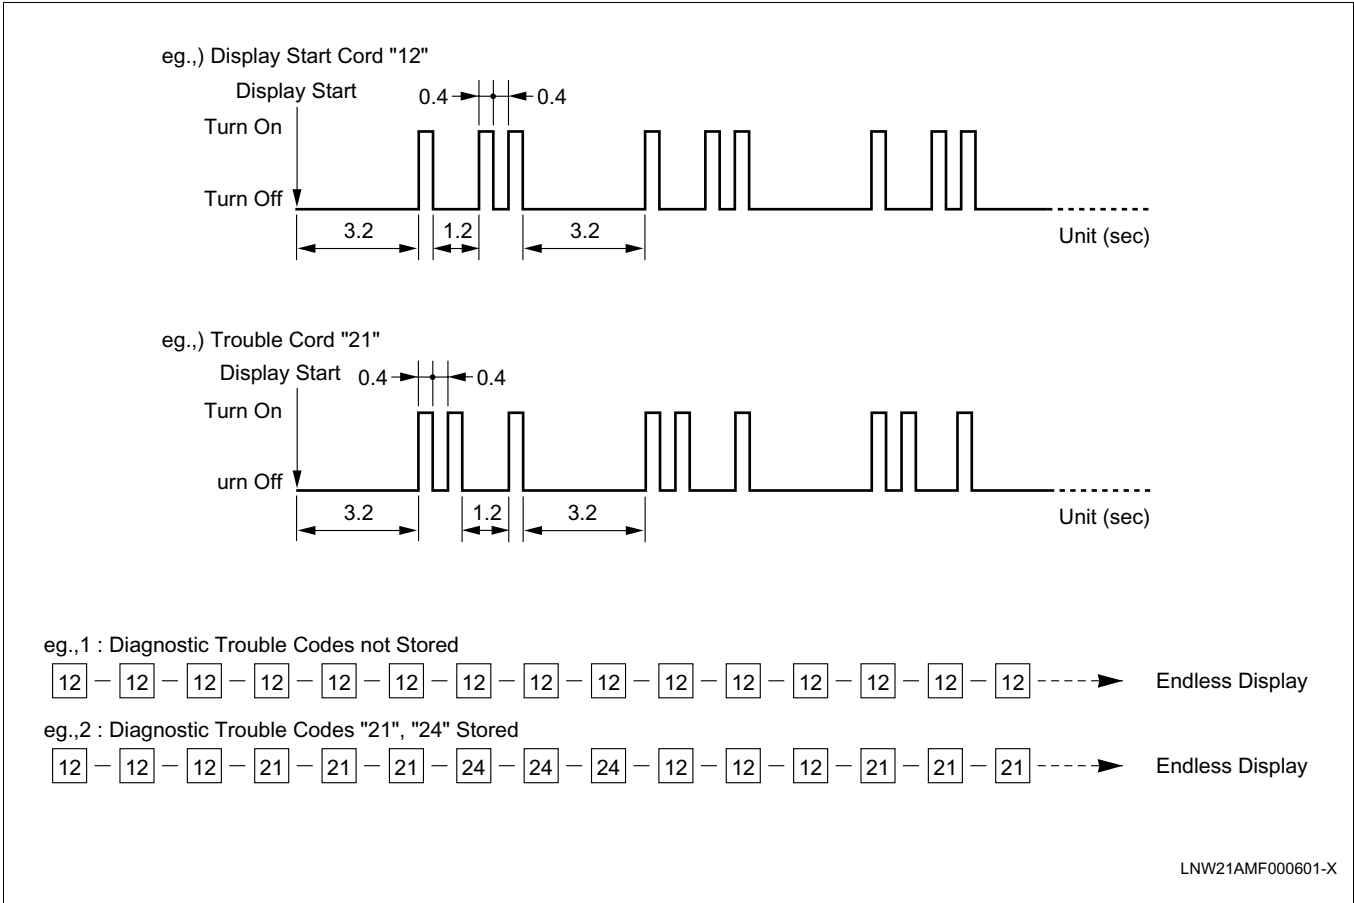 eg.,) Display Start Cord "12"
Display Start
0.4 0.4
Turn On
Turn Off
3.2 1.2 3.2
Unit (sec)
eg.,) Trouble Cord "21"
Display Start 0.4 0.4
Turn On
urn Off
3.2 1.2 3.2
Unit (sec)
eg.,1 : Diagnostic Trouble Codes not Stored
12 – 12 – 12 – 12 – 12 – 12 – 12 – 12 – 12 – 12 – 12 – 12 – 12 – 12 – 12 Endless Display
eg.,2 : Diagnostic Trouble Codes "21", "24" Stored
12 – 12 – 12 – 21 – 21 – 21 – 24 – 24 – 24 – 12 – 12 – 12 – 21 – 21 – 21 Endless Display
LNW21AMF000601-X